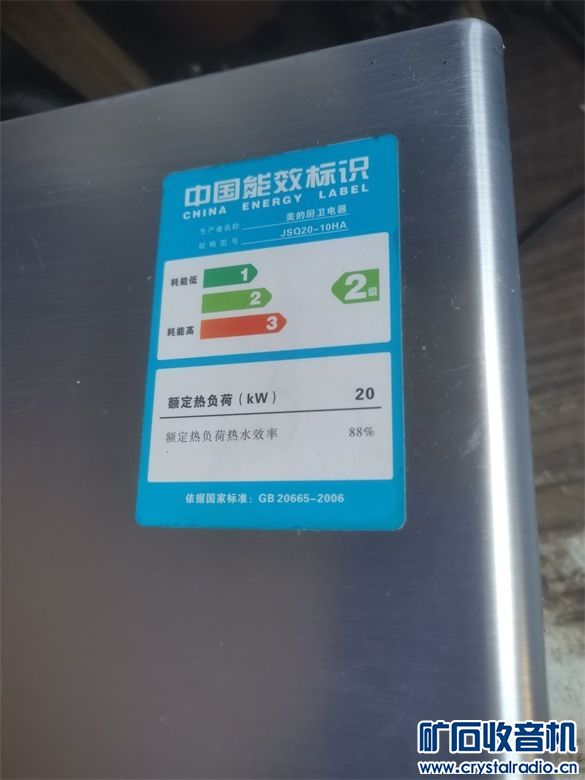 中国能效标识
CHINA ENERGY LABEL
生产者名称 美的厨卫电器
规格型号 JSQ20-10HA
耗能低 1
2 2级
耗能高 3
额定热负荷（kW） 20
额定热负荷热水效率 88%
依据国家标准：GB 20665-2006
矿石收音机
www.crystalradio.cn